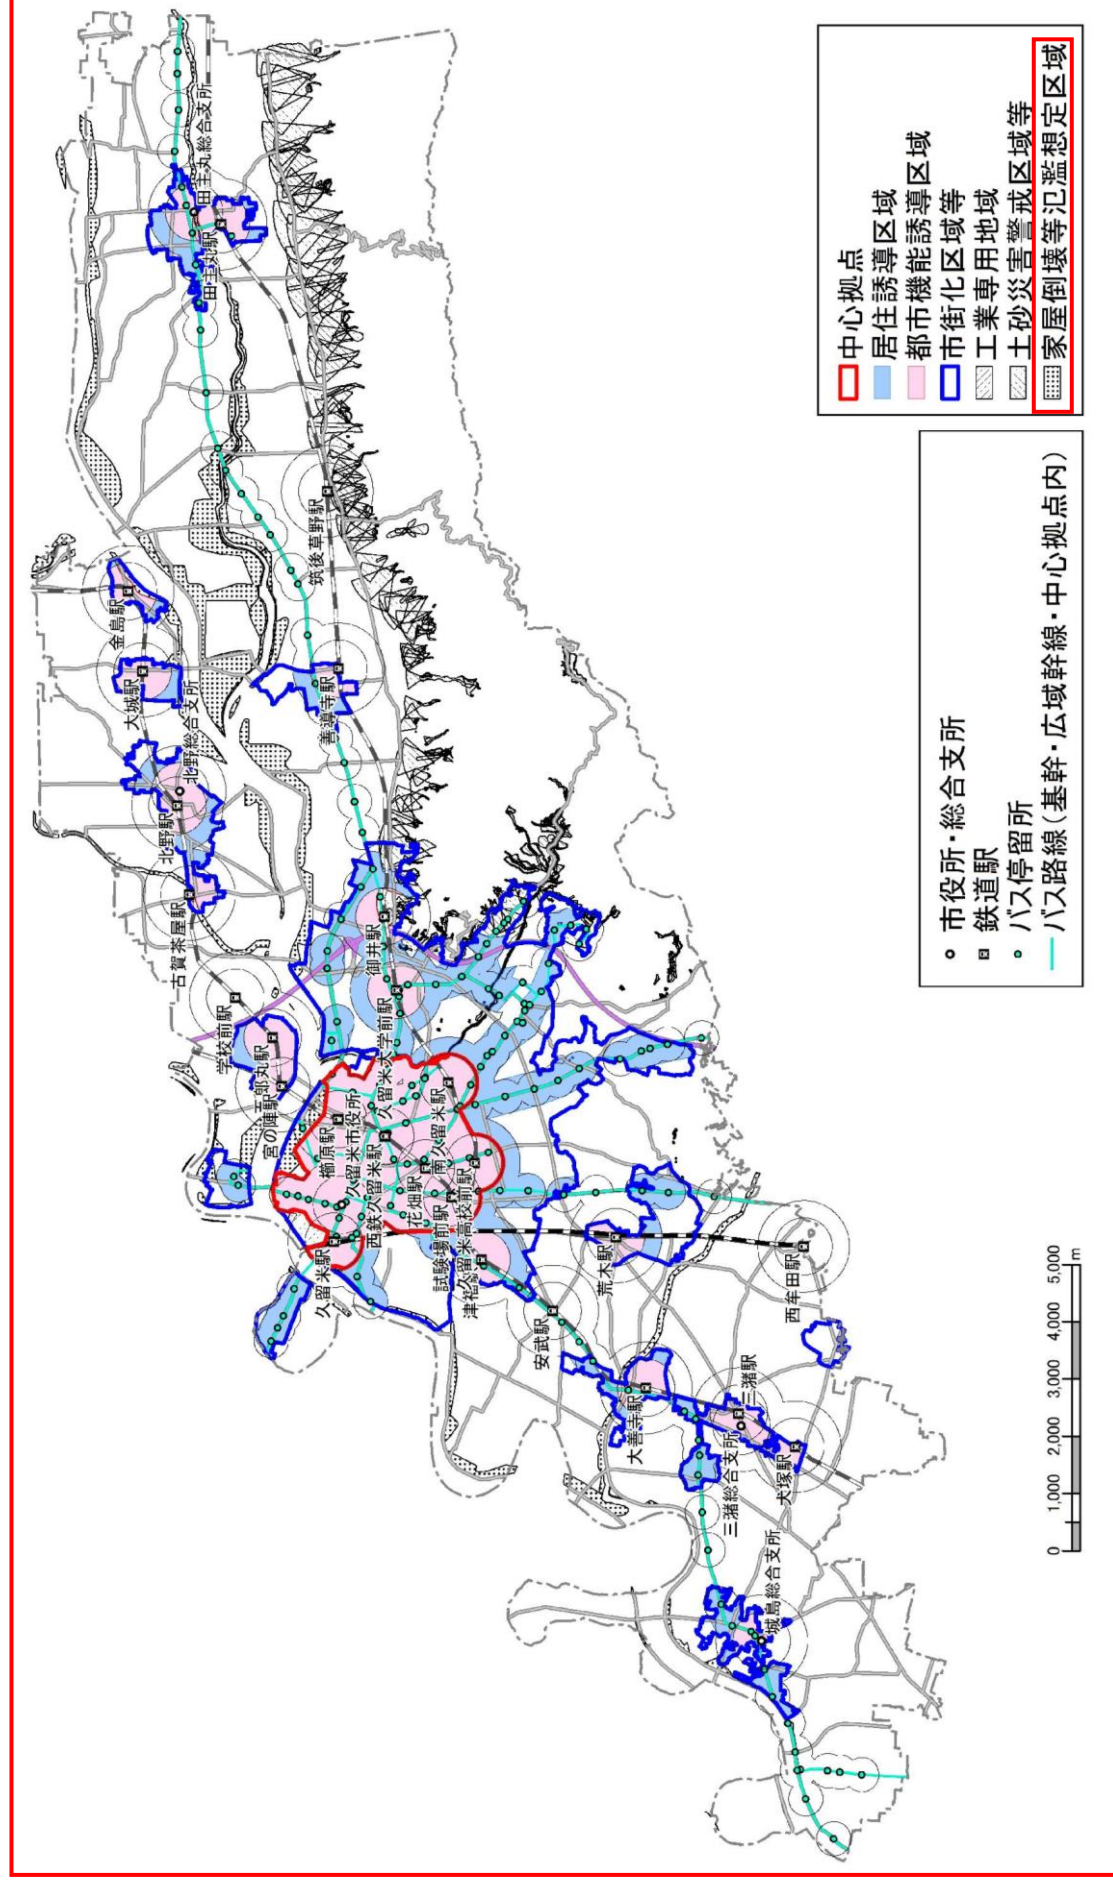 田主丸総合支所
田主丸駅
筑後草野駅
金島駅
大城駅
北野総合支所
善導寺駅
北野駅
古賀茶屋駅
御井駅
学校前駅
五郎丸駅
久留米大学前駅
宮の陣駅
櫛原駅
久留米市役所
南久留米駅
西鉄久留米駅
花畑駅
久留米高校前駅
試験場前駅
久留米駅
津福駅
荒木駅
西牟田駅
安武駅
大善寺駅
三潴駅
三潴総合支所
犬塚駅
城島総合支所
中心拠点
居住誘導区域
都市機能誘導区域
市街化区域等
工業専用地域
土砂災害警戒区域等
家屋倒壊等氾濫想定区域
市役所・総合支所
鉄道駅
バス停留所
バス路線(基幹・広域幹線・中心拠点内)
0 1,000 2,000 3,000 4,000 5,000
m